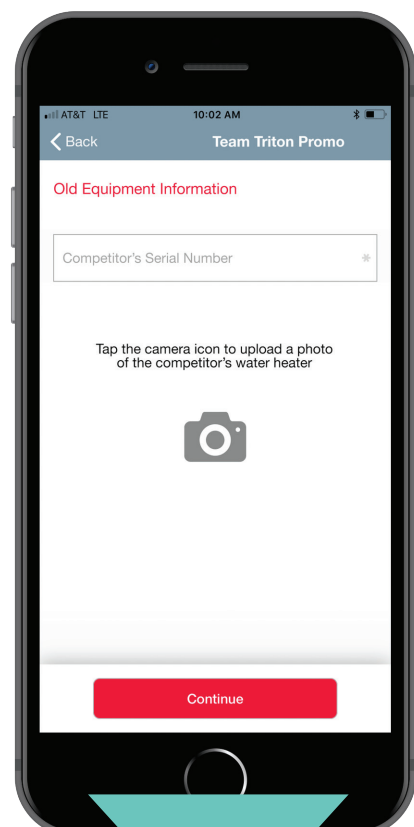 AT&T LTE 10:02 AM
Back Team Triton Promo
Old Equipment Information
Competitor's Serial Number *
Tap the camera icon to upload a photo
of the competitor's water heater
Continue